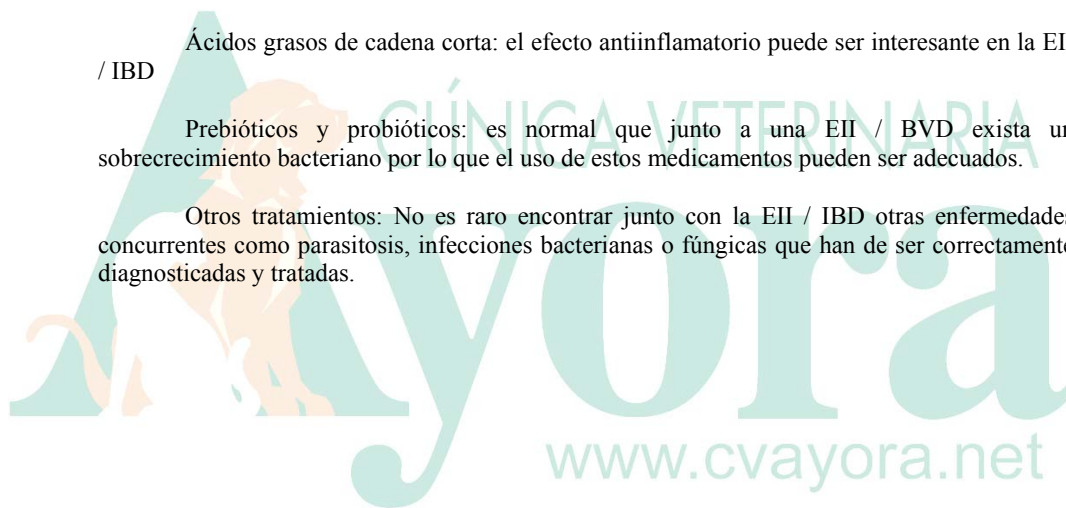 Ácidos grasos de cadena corta: el efecto antiinflamatorio puede ser interesante en la EI
/ IBD
Prebióticos y probióticos: es normal que junto a una EII / BVD exista un
sobrecrecimiento bacteriano por lo que el uso de estos medicamentos pueden ser adecuados.
Otros tratamientos: No es raro encontrar junto con la EII / IBD otras enfermedades
concurrentes como parasitosis, infecciones bacterianas o fúngicas que han de ser correctamente
diagnosticadas y tratadas.
CLÍNICA VETERINARIA
Ayora
www.cvayora.net